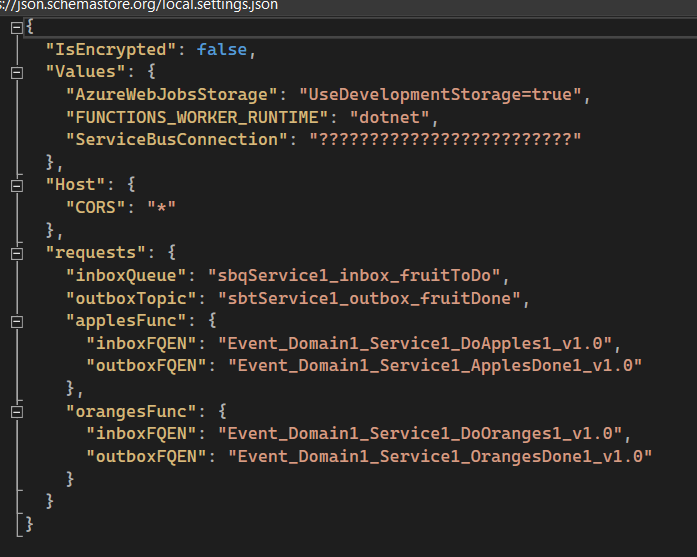 s://json.schemastore.org/local.settings.json
{
"IsEncrypted": false,
"Values": {
"AzureWebJobsStorage": "UseDevelopmentStorage=true",
"FUNCTIONS_WORKER_RUNTIME": "dotnet",
"ServiceBusConnection": "?????????????????????????"
},
"Host": {
"CORS": "*"
},
"requests": {
"inboxQueue": "sbqService1_inbox_fruitToDo",
"outboxTopic": "sbtService1_outbox_fruitDone",
"applesFunc": {
"inboxFQEN": "Event_Domain1_Service1_DoApples1_v1.0",
"outboxFQEN": "Event_Domain1_Service1_ApplesDone1_v1.0"
},
"orangesFunc": {
"inboxFQEN": "Event_Domain1_Service1_DoOranges1_v1.0",
"outboxFQEN": "Event_Domain1_Service1_OrangesDone1_v1.0"
}
}
}